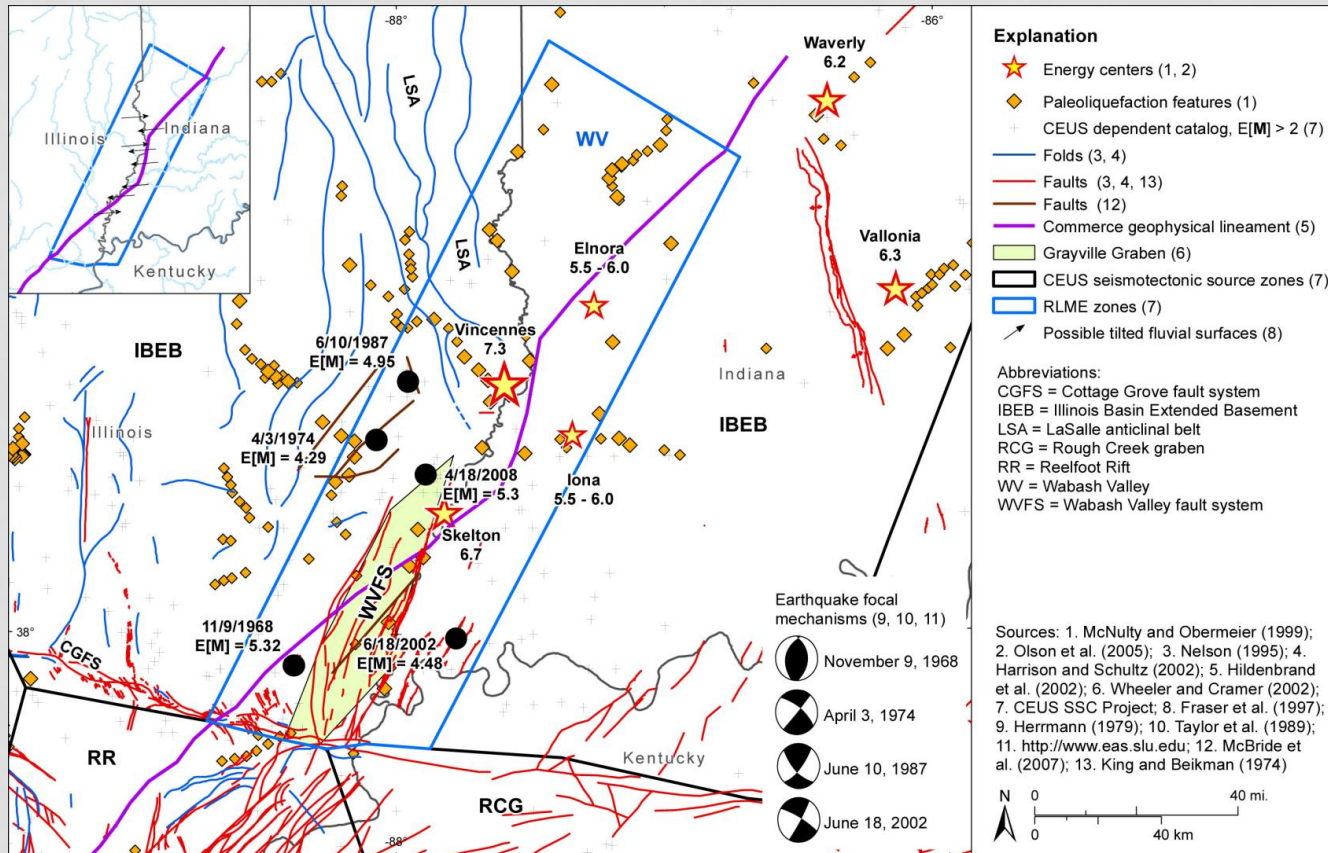 -88°
-86°
Illinois
Indiana
Kentucky
LSA
LSA
WV
Waverly
6.2
Elnora
5.5 - 6.0
Vallonia
6.3
Vincennes
7.3
6/10/1987
E[M] = 4.95
IBEB
Indiana
IBEB
Illinois
4/3/1974
E[M] = 4.29
4/18/2008
E[M] = 5.3
Iona
5.5 - 6.0
Skelton
6.7
WVFS
38°
11/9/1968
E[M] = 5.32
6/18/2002
E[M] = 4.48
CGFS
RR
RCG
Kentucky
-88°
Earthquake focal
mechanisms (9, 10, 11)
November 9, 1968
April 3, 1974
June 10, 1987
June 18, 2002
Explanation
Energy centers (1, 2)
Paleoliquefaction features (1)
CEUS dependent catalog, E[M] > 2 (7)
Folds (3, 4)
Faults (3, 4, 13)
Faults (12)
Commerce geophysical lineament (5)
Grayville Graben (6)
CEUS seismotectonic source zones (7)
RLME zones (7)
Possible tilted fluvial surfaces (8)
Abbreviations:
CGFS = Cottage Grove fault system
IBEB = Illinois Basin Extended Basement
LSA = LaSalle anticlinal belt
RCG = Rough Creek graben
RR = Reelfoot Rift
WV = Wabash Valley
WVFS = Wabash Valley fault system
Sources: 1. McNulty and Obermeier (1999);
2. Olson et al. (2005); 3. Nelson (1995); 4.
Harrison and Schultz (2002); 5. Hildenbrand
et al. (2002); 6. Wheeler and Cramer (2002);
7. CEUS SSC Project; 8. Fraser et al. (1997);
9. Herrmann (1979); 10. Taylor et al. (1989);
11. http://www.eas.slu.edu; 12. McBride et
al. (2007); 13. King and Beikman (1974)
N
0 40 mi.
0 40 km